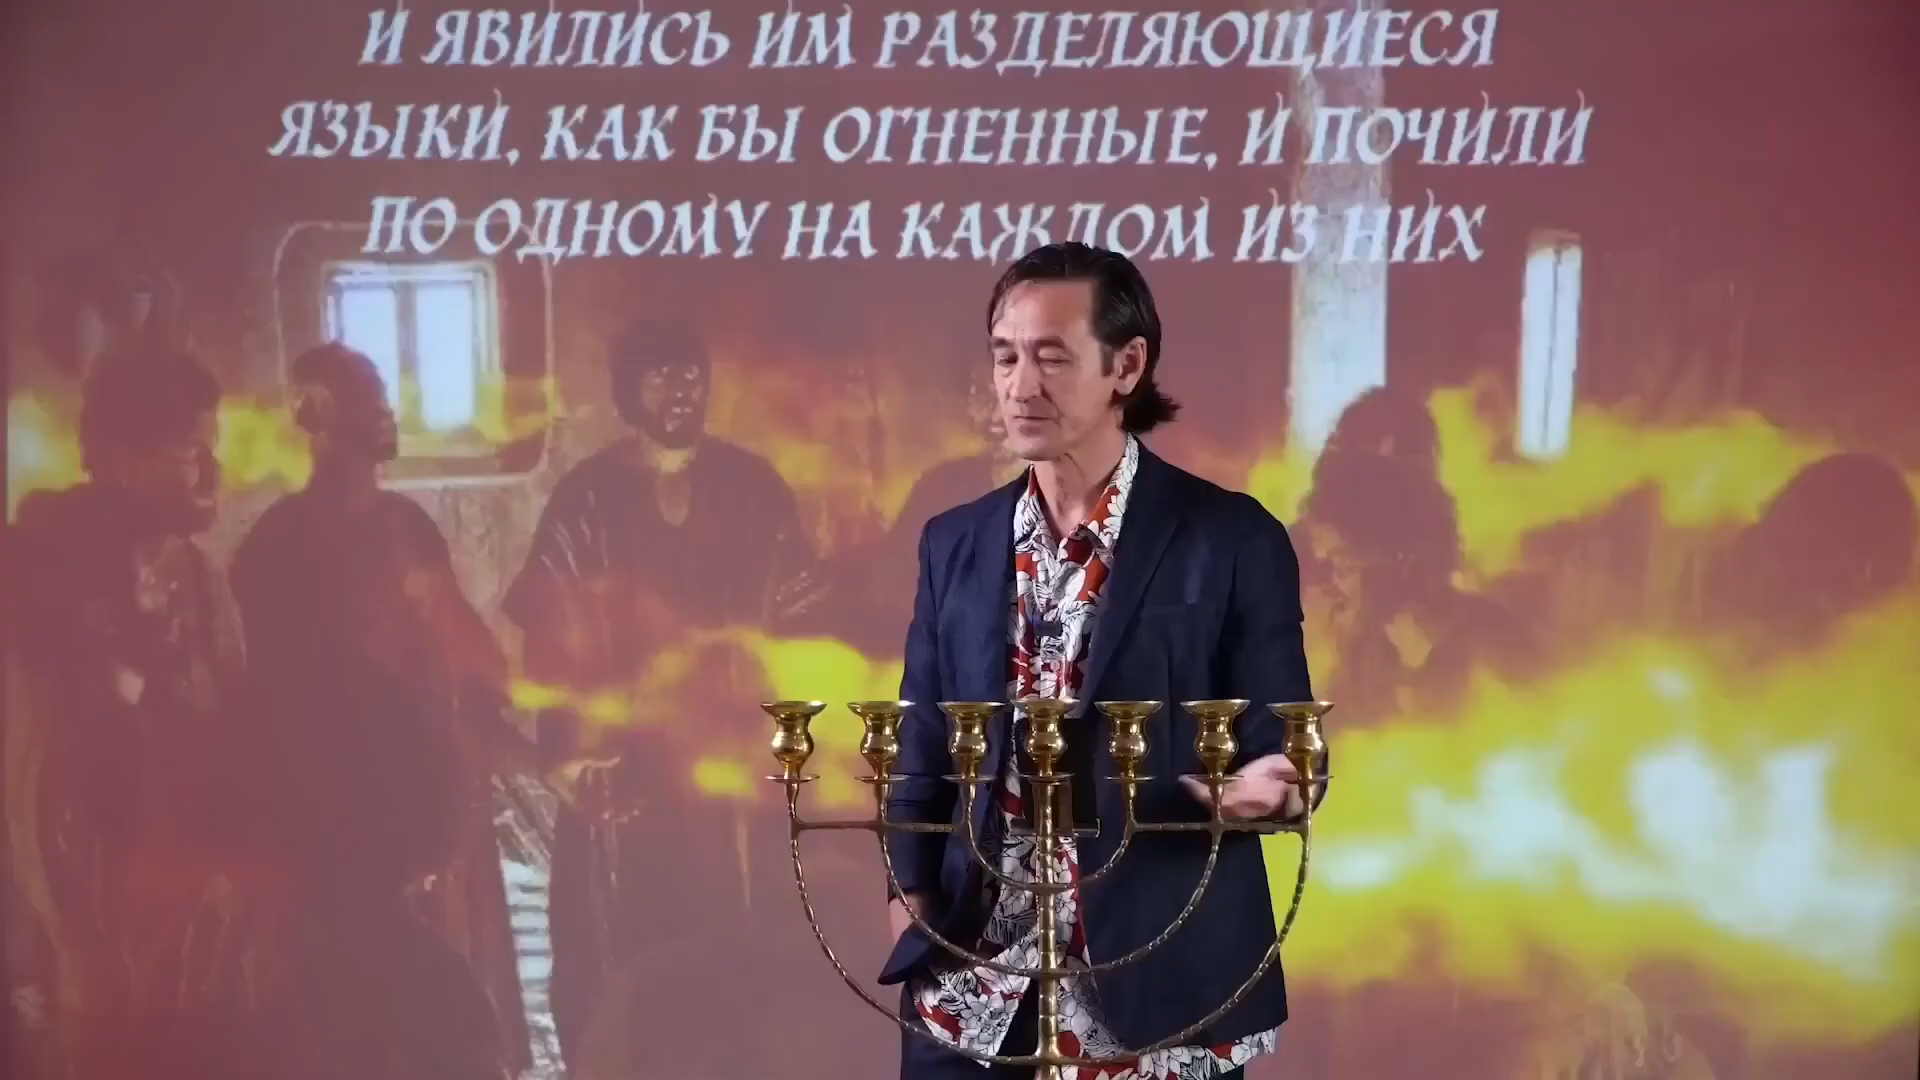 И ЯВИЛИСЬ ИМ РАЗДЕЛЯЮЩИЕСЯ
ЯЗЫКИ, КАК БЫ ОГНЕННЫЕ, И ПОЧИЛИ
ПО ОДНОМУ НА КАЖДОМ ИЗ НИХ